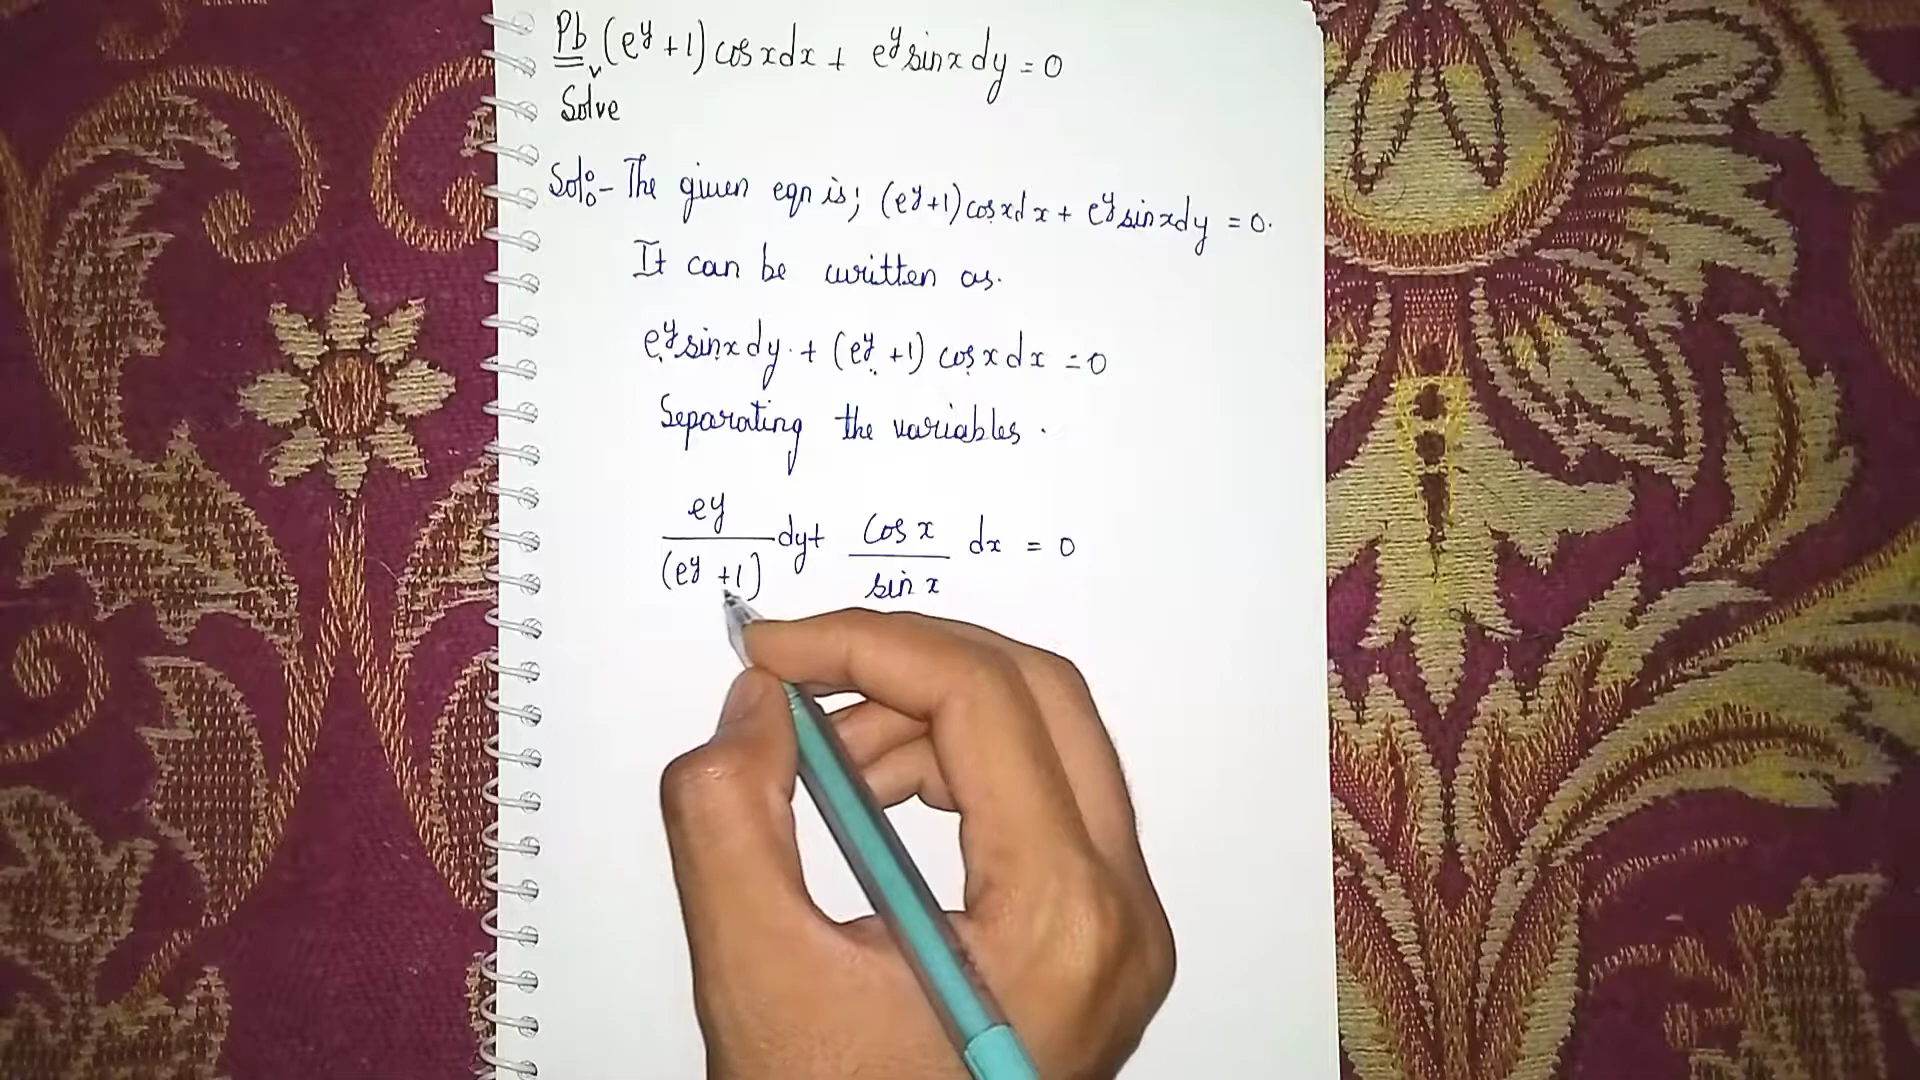 Pb (e^y + 1) cos x dx + e^y sin x dy = 0
Solve
Sol:- The given eqn is; (e^y + 1) cos x dx + e^y sin x dy = 0.
It can be written as.
e^y sin x dy + (e^y + 1) cos x dx = 0
Separating the variables.
e^y/(e^y + 1) dy + cos x/sin x dx = 0